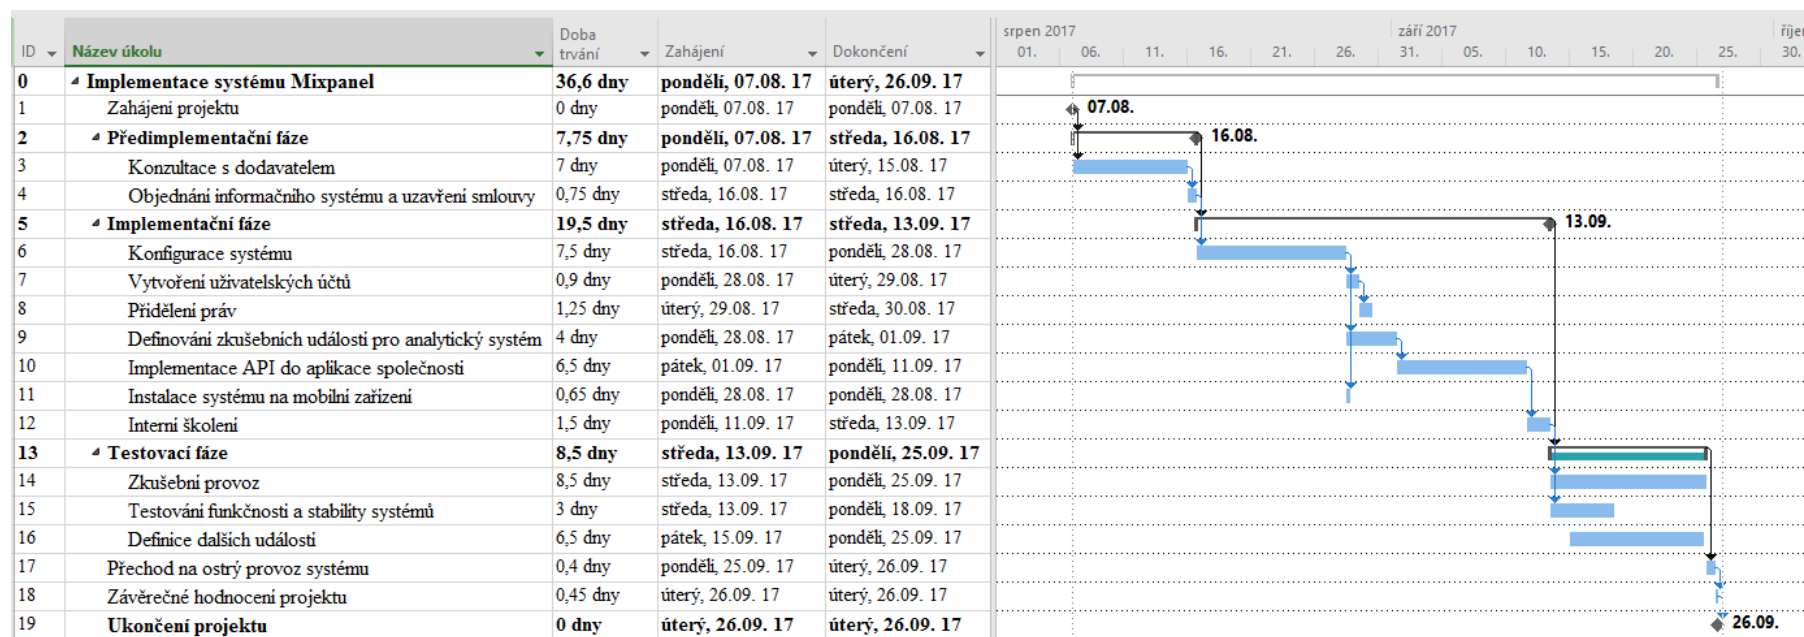 srpen 2017 září 2017 říjen
ID Název úkolu Doba trvání Zahájení Dokončení 01. 06. 11. 16. 21. 26. 31. 05. 10. 15. 20. 25. 30.
0 Implementace systému Mixpanel 36,6 dny pondělí, 07.08. 17 úterý, 26.09. 17
1 Zahájení projektu 0 dny pondělí, 07.08. 17 pondělí, 07.08. 17 07.08.
2 Předimplementační fáze 7,75 dny pondělí, 07.08. 17 středa, 16.08. 17 16.08.
3 Konzultace s dodavatelem 7 dny pondělí, 07.08. 17 úterý, 15.08. 17
4 Objednání informačního systému a uzavření smlouvy 0,75 dny středa, 16.08. 17 středa, 16.08. 17
5 Implementační fáze 19,5 dny středa, 16.08. 17 středa, 13.09. 17 13.09.
6 Konfigurace systému 7,5 dny středa, 16.08. 17 pondělí, 28.08. 17
7 Vytvoření uživatelských účtů 0,9 dny pondělí, 28.08. 17 úterý, 29.08. 17
8 Přidělení práv 1,25 dny úterý, 29.08. 17 středa, 30.08. 17
9 Definování zkušebních událostí pro analytický systém 4 dny pondělí, 28.08. 17 pátek, 01.09. 17
10 Implementace API do aplikace společnosti 6,5 dny pátek, 01.09. 17 pondělí, 11.09. 17
11 Instalace systému na mobilní zařízení 0,65 dny pondělí, 28.08. 17 pondělí, 28.08. 17
12 Interní školení 1,5 dny pondělí, 11.09. 17 středa, 13.09. 17
13 Testovací fáze 8,5 dny středa, 13.09. 17 pondělí, 25.09. 17
14 Zkušební provoz 8,5 dny středa, 13.09. 17 pondělí, 25.09. 17
15 Testování funkčnosti a stability systémů 3 dny středa, 13.09. 17 pondělí, 18.09. 17
16 Definice dalších událostí 6,5 dny pátek, 15.09. 17 pondělí, 25.09. 17
17 Přechod na ostrý provoz systému 0,4 dny pondělí, 25.09. 17 úterý, 26.09. 17
18 Závěrečné hodnocení projektu 0,45 dny úterý, 26.09. 17 úterý, 26.09. 17
19 Ukončení projektu 0 dny úterý, 26.09. 17 úterý, 26.09. 17 26.09.